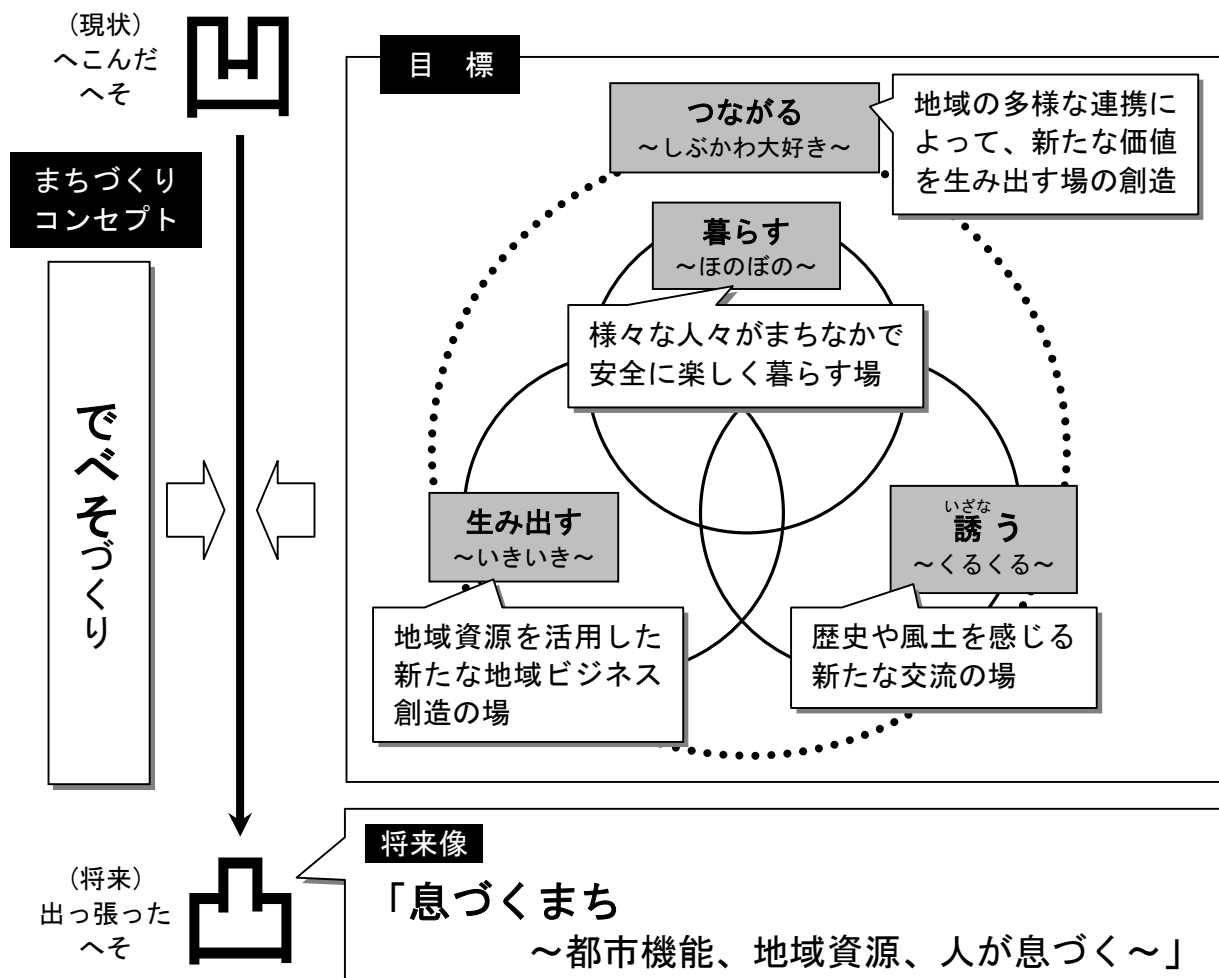 （現状）
へこんだ
へそ
まちづくり
コンセプト
でべそづくり
（将来）
出っ張った
へそ
目　標
つながる
～しぶかわ大好き～
地域の多様な連携に
よって、新たな価値
を生み出す場の創造
暮らす
～ほのぼの～
様々な人々がまちなかで
安全に楽しく暮らす場
生み出す
～いきいき～
地域資源を活用した
新たな地域ビジネス
創造の場
いざな
誘う
～くるくる～
歴史や風土を感じる
新たな交流の場
将来像
「息づくまち
～都市機能、地域資源、人が息づく～」